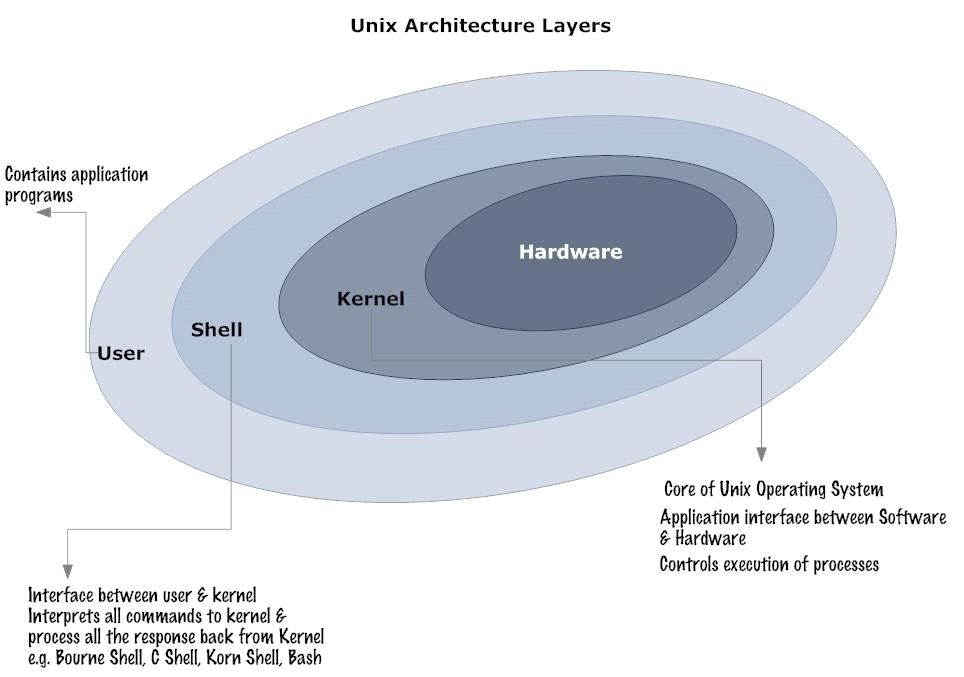 Unix Architecture Layers
Contains application
programs
Hardware
Kernel
Shell
User
Core of Unix Operating System
Application interface between Software
& Hardware
Controls execution of processes
Interface between user & kernel
Interprets all commands to kernel &
process all the response back from Kernel
e.g. Bourne Shell, C Shell, Korn Shell, Bash